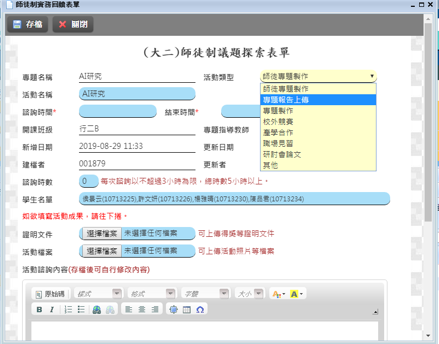 師徒制實務回饋表單
存檔 關閉
(大二)師徒制議題探索表單
專題名稱 AI研究 活動類型 師徒專題製作
師徒專題製作
專題報告上傳
專題製作
校外競賽
產學合作
職場見習
研討會論文
其他
活動名稱 AI研究
諮詢時間* 結束時間*
開課班級 行二B 專題指導教師
新增日期 2019-08-29 11:33 更新日期
建檔者 001879 更新者
諮詢時數 0 每次諮詢以不超過3小時為限，總時數5小時以上。
學生名單 (10713225),許文妍(10713226),楊雅晴(10713230),陳品君(10713234)
如欲填寫活動成果，請往下捲。
證明文件 選擇檔案 未選擇任何檔案 可上傳得獎等證明文件
活動檔案 選擇檔案 未選擇任何檔案 可上傳活動照片等檔案
活動諮詢內容(存檔後可自行修改內容)
原始碼 樣式 格式 字體 大小